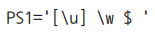 PS1='[\u] \w $ '